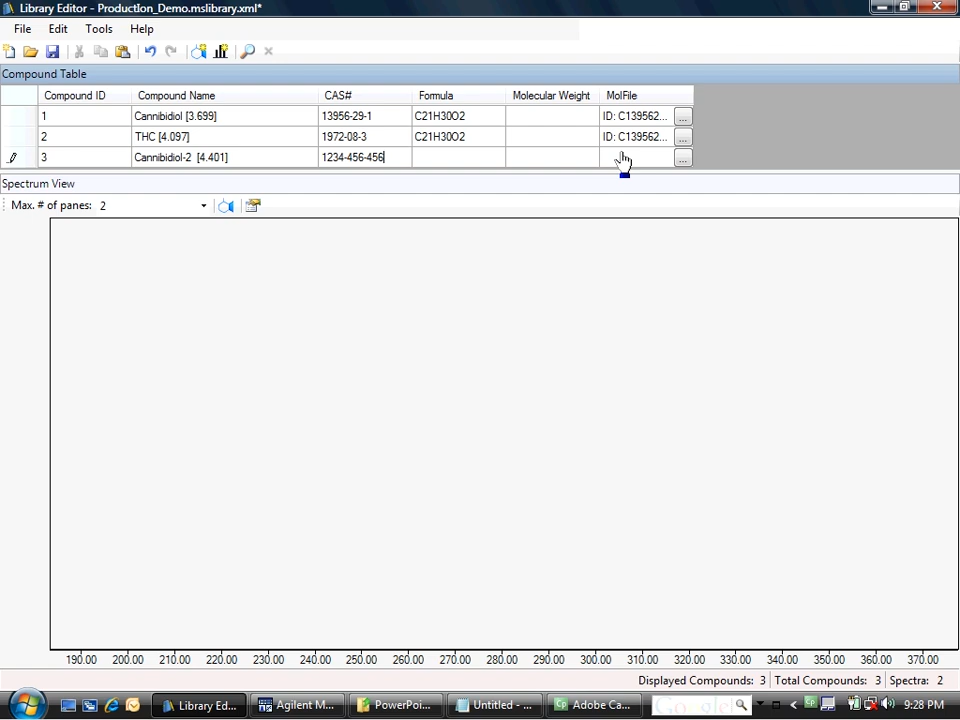 Library Editor - Production_Demo.mslibrary.xml*
File Edit Tools Help
Compound Table
Compound ID Compound Name CAS# Formula Molecular Weight MolFile
1 Cannibidiol [3.699] 13956-29-1 C21H30O2 ID: C139562... ...
2 THC [4.097] 1972-08-3 C21H30O2 ID: C139562... ...
3 Cannibidiol-2 [4.401] 1234-456-456 ...
Spectrum View
Max. # of panes: 2
190.00 200.00 210.00 220.00 230.00 240.00 250.00 260.00 270.00 280.00 290.00 300.00 310.00 320.00 330.00 340.00 350.00 360.00 370.00
Displayed Compounds: 3 Total Compounds: 3 Spectra: 2
Library Ed... Agilent M... PowerPoi... Untitled - ... Cp Adobe Ca... Google Cp 9:28 PM